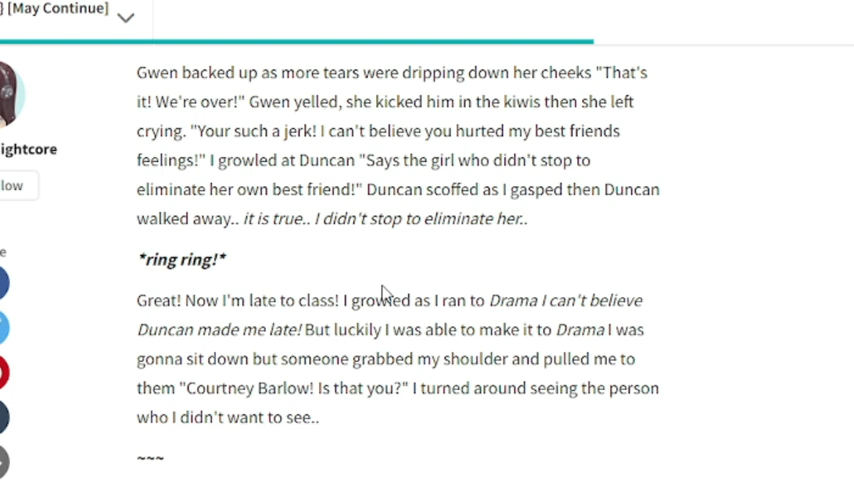 } [May Continue]
Gwen backed up as more tears were dripping down her cheeks "That's
it! We're over!" Gwen yelled, she kicked him in the kiwis then she left
crying. "Your such a jerk! I can't believe you hurted my best friends
ightcore
feelings!" I growled at Duncan "Says the girl who didn't stop to
low
eliminate her own best friend!" Duncan scoffed as I gasped then Duncan
walked away.. it is true.. I didn't stop to eliminate her..
e
*ring ring!*
Great! Now I'm late to class! I growled as I ran to Drama I can't believe
Duncan made me late! But luckily I was able to make it to Drama I was
gonna sit down but someone grabbed my shoulder and pulled me to
them "Courtney Barlow! Is that you?" I turned around seeing the person
who I didn't want to see..
~~~